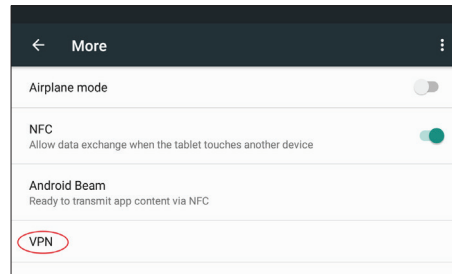 More
Airplane mode
NFC
Allow data exchange when the tablet touches another device
Android Beam
Ready to transmit app content via NFC
VPN